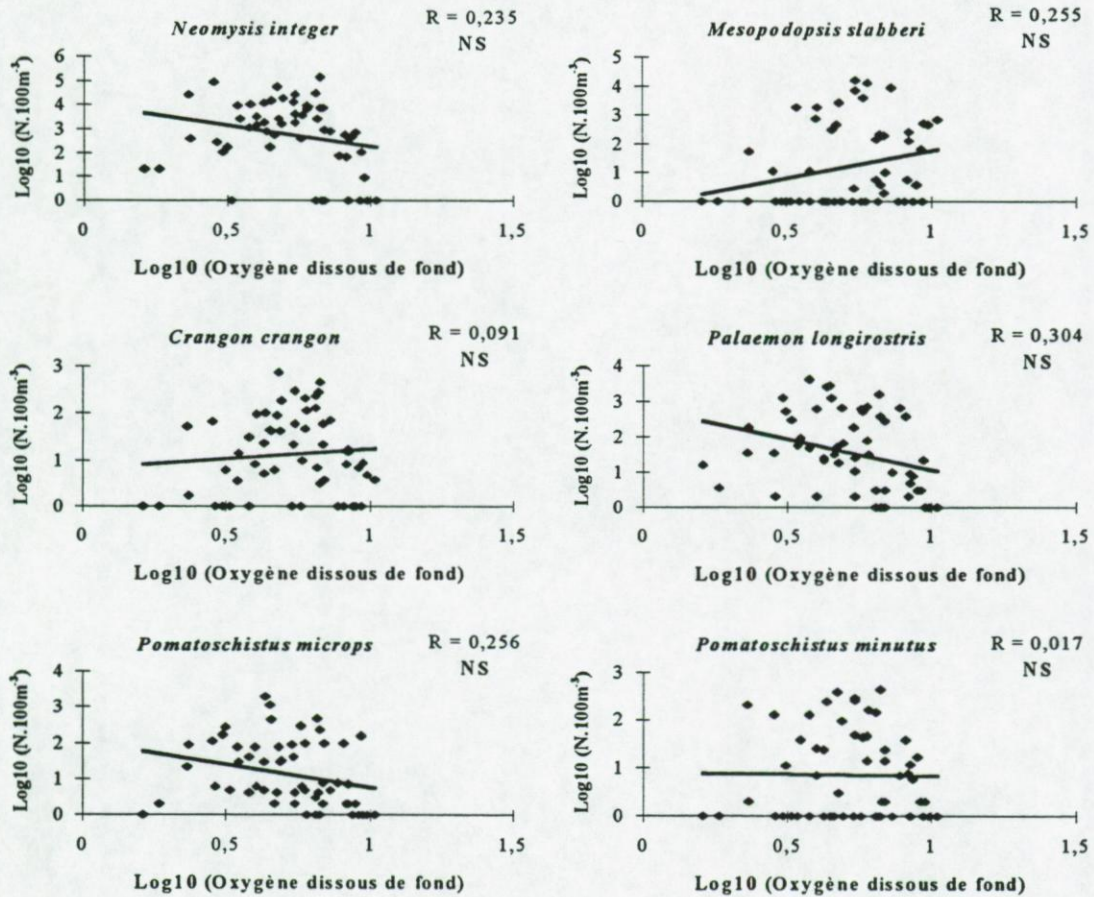 Neomysis integer
R = 0,235
NS
Log10 (N.100m-³)
6
5
4
3
2
1
0
0
0,5
1
1,5
Log10 (Oxygène dissous de fond)
Mesopodopsis slabberi
R = 0,255
NS
Log10 (N.100m-³)
5
4
3
2
1
0
0
0,5
1
1,5
Log10 (Oxygène dissous de fond)
Crangon crangon
R = 0,091
NS
Log10 (N.100m-³)
3
2
1
0
0
0,5
1
1,5
Log10 (Oxygène dissous de fond)
Palaemon longirostris
R = 0,304
NS
Log10 (N.100m-³)
4
3
2
1
0
0
0,5
1
1,5
Log10 (Oxygène dissous de fond)
Pomatoschistus microps
R = 0,256
NS
Log10 (N.100m-³)
4
3
2
1
0
0
0,5
1
1,5
Log10 (Oxygène dissous de fond)
Pomatoschistus minutus
R = 0,017
NS
Log10 (N.100m-³)
3
2
1
0
0
0,5
1
1,5
Log10 (Oxygène dissous de fond)